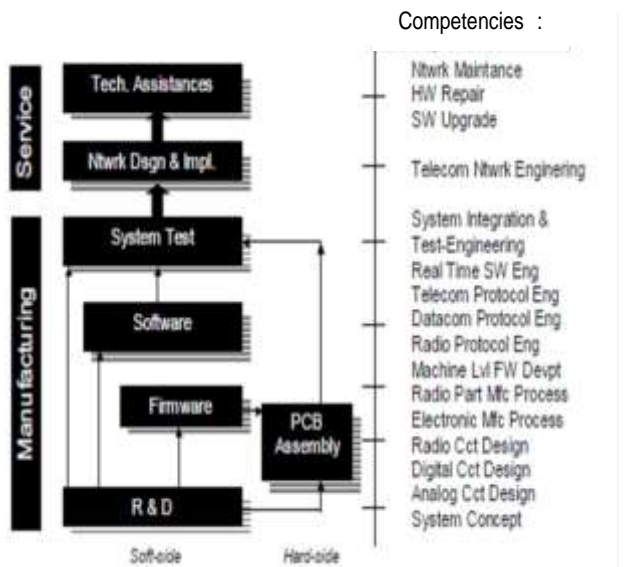 Competencies :
Service
Manufacturing
Tech. Assistances
Ntwrk Dsgn & Impl.
System Test
Software
Firmware
PCB
Assembly
R & D
Soft-side
Hard-side
Ntwrk Maintance
HW Repair
SW Upgrade
Telecom Ntwrk Enginering
System Integration &
Test-Engineering
Real Time SW Eng
Telecom Protocol Eng
Datacom Protocol Eng
Radio Protocol Eng
Machine Lvl FW Devpt
Radio Part Mfc Process
Electronic Mfc Process
Radio Cct Design
Digital Cct Design
Analog Cct Design
System Concept